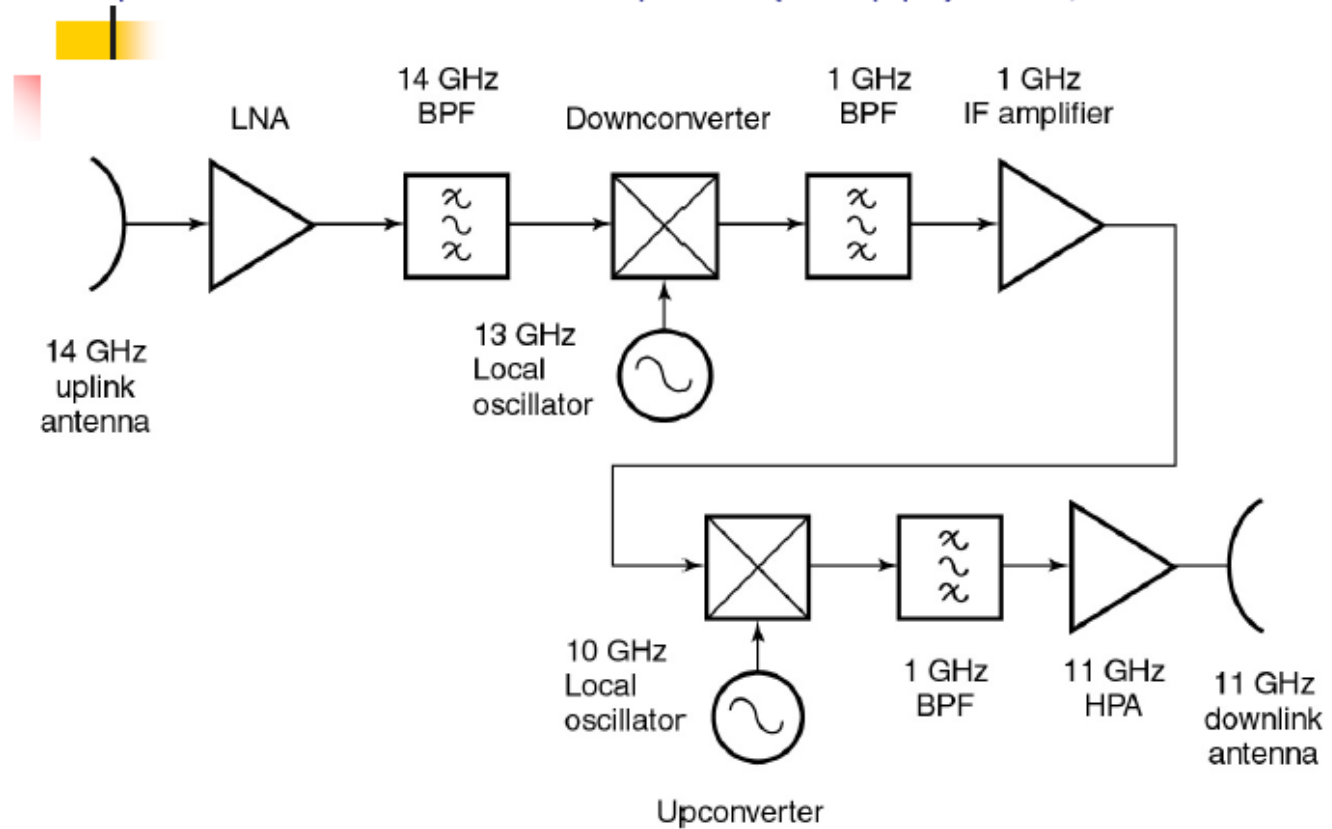 LNA
14 GHz
BPF
Downconverter
1 GHz
BPF
1 GHz
IF amplifier
14 GHz
uplink
antenna
13 GHz
Local
oscillator
10 GHz
Local
oscillator
Upconverter
1 GHz
BPF
11 GHz
HPA
11 GHz
downlink
antenna